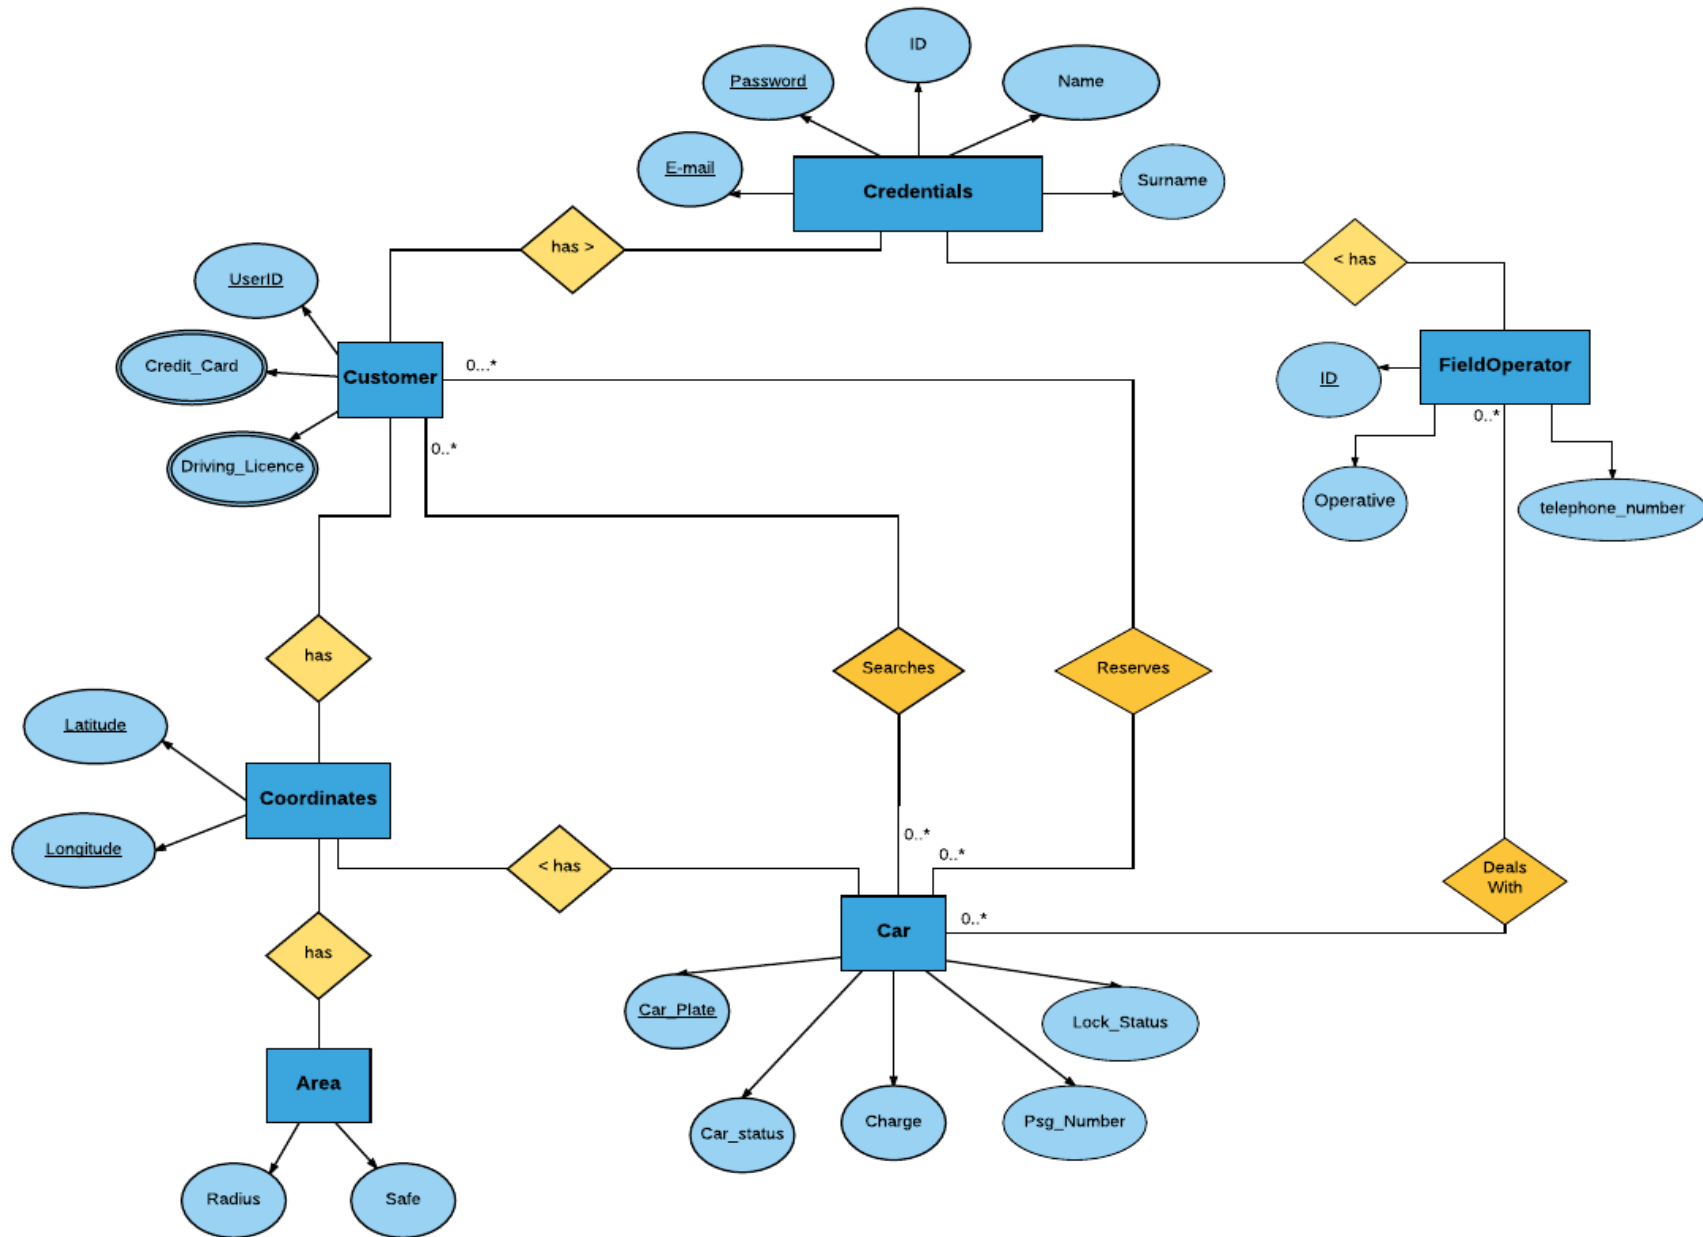 ID
Password
Name
E-mail
Credentials
Surname
has >
< has
UserID
Credit_Card
Customer
0...*
FieldOperator
ID
0..*
0..*
Driving_Licence
Operative
telephone_number
has
Searches
Reserves
Latitude
Coordinates
Longitude
0..*
0..*
< has
Deals
With
0..*
Car
has
Car_Plate
Lock_Status
Area
Car_status
Charge
Psg_Number
Radius
Safe